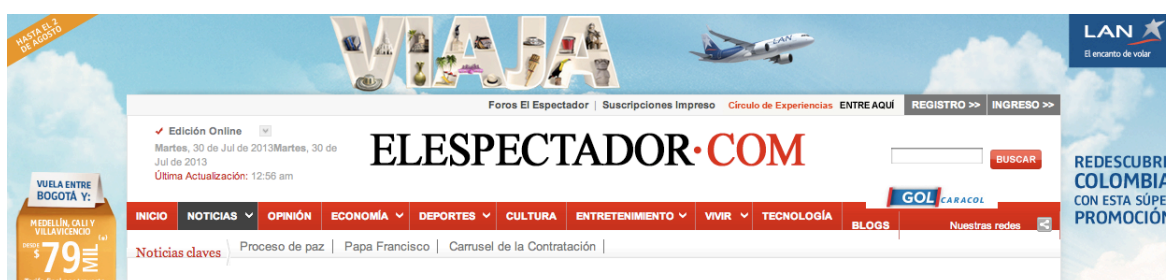 HASTA EL 2
DE AGOSTO
VIAJA
LAN
LAN
El encanto de volar
Foros El Espectador | Suscripciones Impreso Círculo de Experiencias ENTRE AQUÍ REGISTRO >> INGRESO >>
Edición Online
Martes, 30 de Jul de 2013Martes, 30 de
Jul de 2013
Última Actualización: 12:56 am
ELESPECTADOR·COM
BUSCAR
VUELA ENTRE
BOGOTÁ Y:
MEDELLÍN, CALI Y
VILLAVICENCIO
DESDE
$79 MIL
REDESCUBRE
COLOMBIA
CON ESTA SÚPE
PROMOCIÓN
GOL CARACOL
INICIO NOTICIAS OPINIÓN ECONOMÍA DEPORTES CULTURA ENTRETENIMIENTO VIVIR TECNOLOGÍA BLOGS Nuestras redes
Noticias claves Proceso de paz | Papa Francisco | Carrusel de la Contratación |